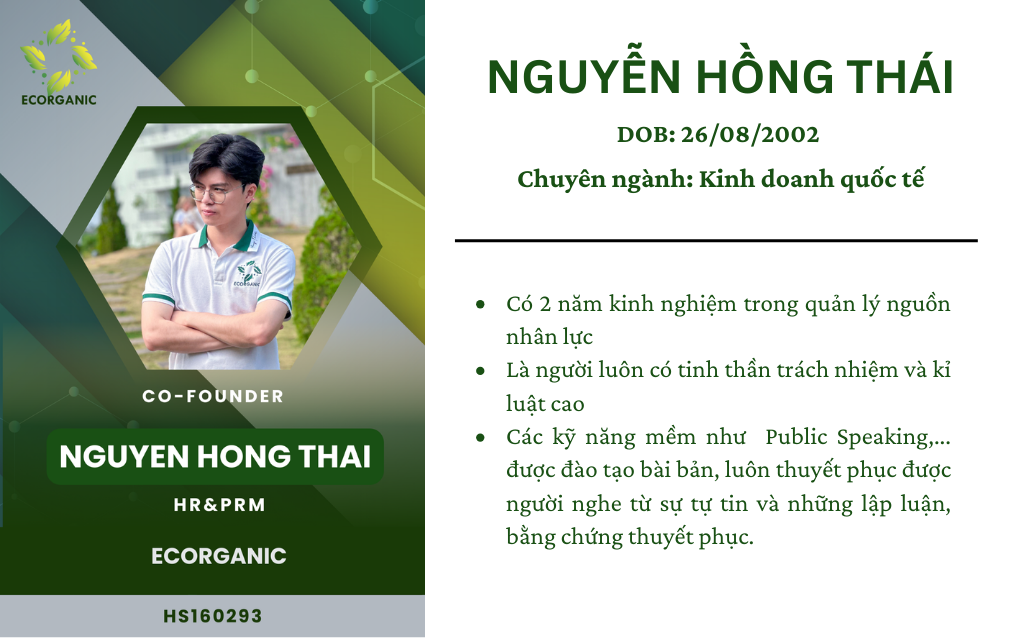 ECORGANIC
ECORGANIC
CO-FOUNDER
NGUYEN HONG THAI
HR&PRM
ECORGANIC
HS160293
NGUYỄN HỒNG THÁI
DOB: 26/08/2002
Chuyên ngành: Kinh doanh quốc tế
• Có 2 năm kinh nghiệm trong quản lý nguồn
nhân lực
• Là người luôn có tinh thần trách nhiệm và kỉ
luật cao
• Các kỹ năng mềm như Public Speaking,...
được đào tạo bài bản, luôn thuyết phục được
người nghe từ sự tự tin và những lập luận,
bằng chứng thuyết phục.